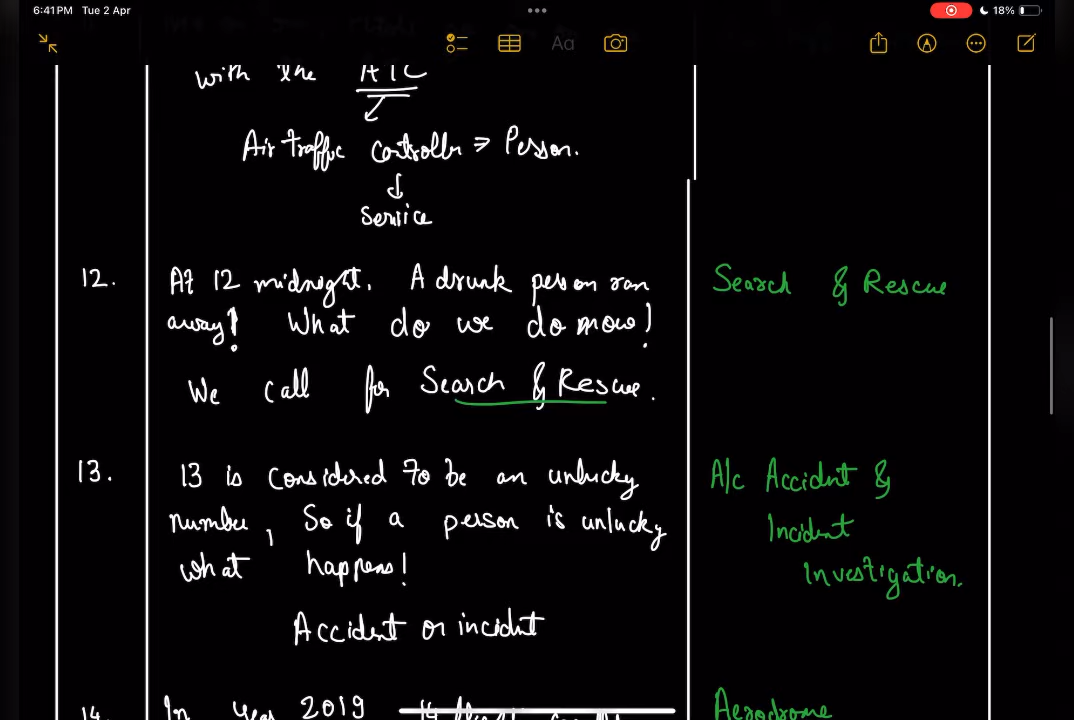 6:41 PM Tue 2 Apr
18%
Aa
with the ATC
Air traffic controller => Person.
Service
12. At 12 midnight. A drunk person ran
away! What do we do now!
We call for Search & Rescue.
Search & Rescue
13. 13 is considered to be an unlucky
number, So if a person is unlucky
what happens!
Accident or incident
A/c Accident &
Incident
Investigation.
14. In year 2019
Aerodrome